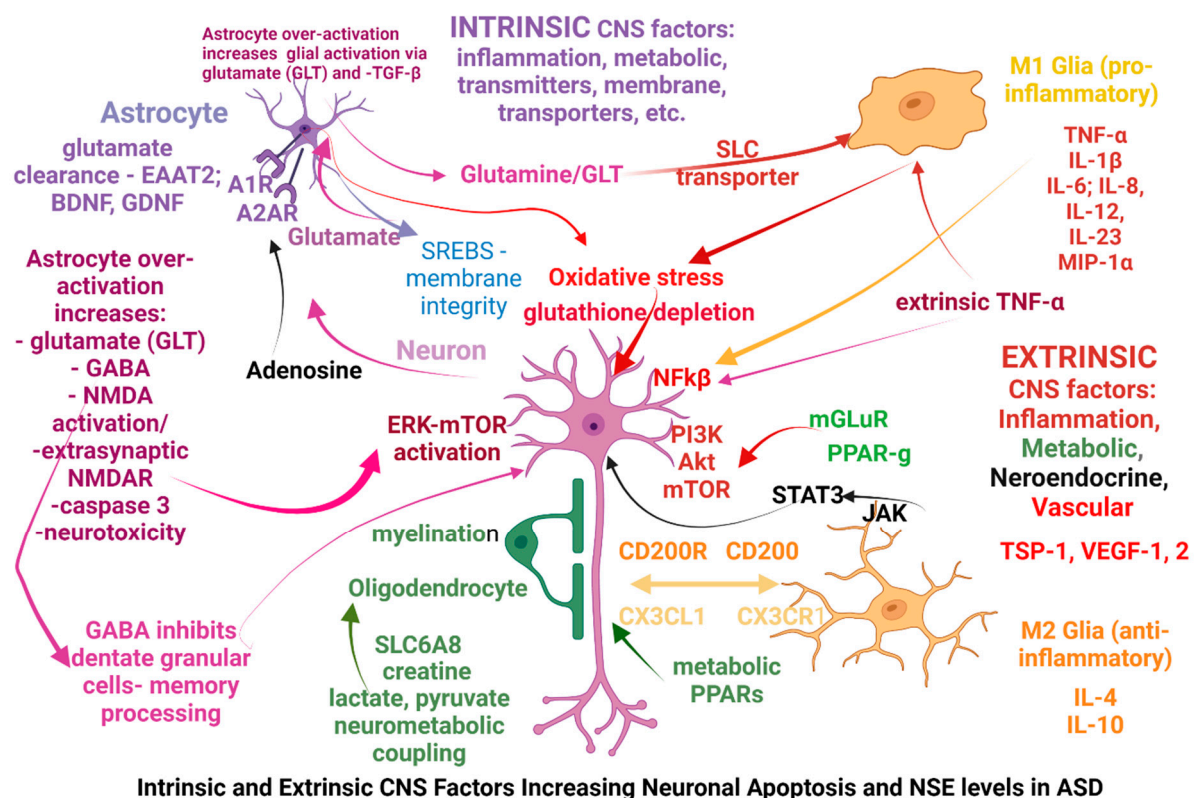 Astrocyte over-activation
increases glial activation via
glutamate (GLT) and -TGF-β
INTRINSIC CNS factors:
inflammation, metabolic,
transmitters, membrane,
transporters, etc.
M1 Glia (pro-
inflammatory)
TNF-α
IL-1β
IL-6; IL-8,
IL-12,
IL-23
MIP-1α
Astrocyte
glutamate
clearance - EAAT2;
BDNF, GDNF
A1R
A2AR
Glutamate
Glutamine/GLT
SLC
transporter
SREBS -
membrane
integrity
Oxidative stress
glutathione depletion
extrinsic TNF-α
Astrocyte over-
activation
increases:
- glutamate (GLT)
- GABA
- NMDA
activation/
-extrasynaptic
NMDAR
-caspase 3
-neurotoxicity
Adenosine
Neuron
NFkβ
ERK-mTOR
activation
PI3K
Akt
mTOR
mGLuR
PPAR-g
EXTRINSIC
CNS factors:
Inflammation,
Metabolic,
Neroendocrine,
Vascular
TSP-1, VEGF-1, 2
STAT3
JAK
myelination
Oligodendrocyte
CD200R CD200
CX3CL1 CX3CR1
SLC6A8
creatine
lactate, pyruvate
neurometabolic
coupling
metabolic
PPARs
GABA inhibits
dentate granular
cells- memory
processing
M2 Glia (anti-
inflammatory)
IL-4
IL-10
Intrinsic and Extrinsic CNS Factors Increasing Neuronal Apoptosis and NSE levels in ASD